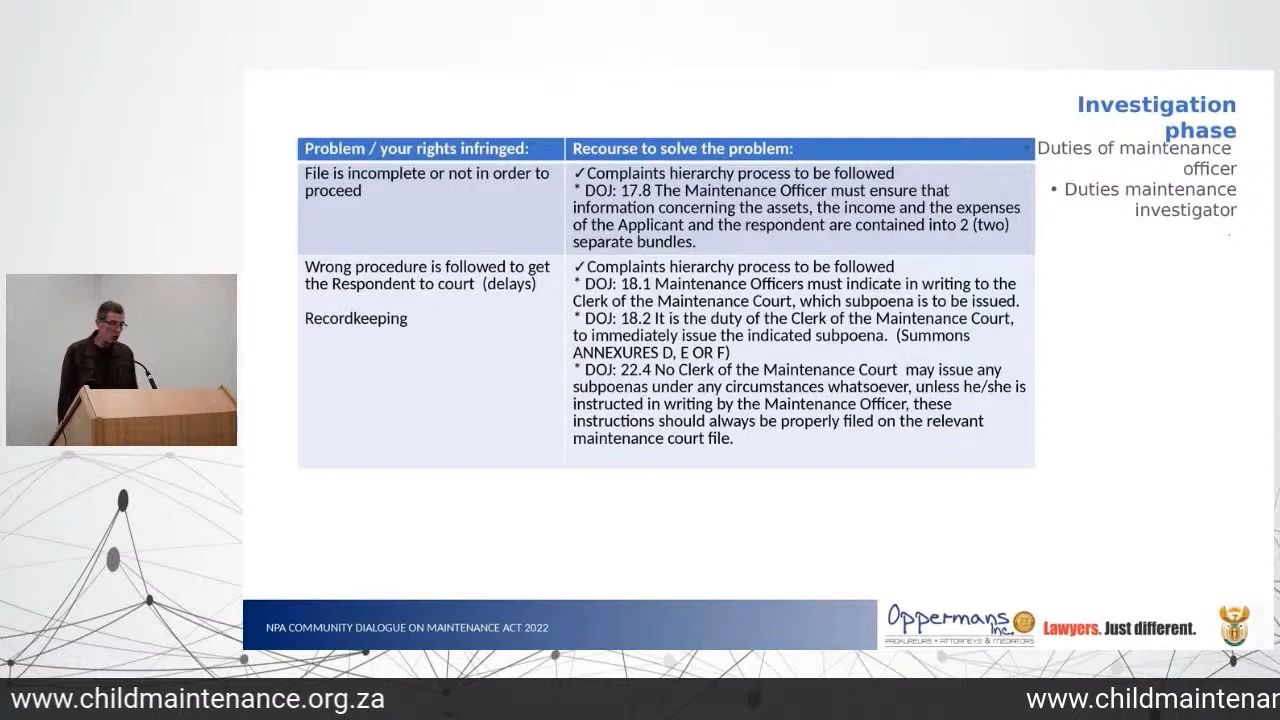 Investigation
phase
• Duties of maintenance
officer
• Duties maintenance
investigator
.
Problem / your rights infringed:
Recourse to solve the problem:
File is incomplete or not in order to
proceed
✓Complaints hierarchy process to be followed
* DOJ: 17.8 The Maintenance Officer must ensure that
information concerning the assets, the income and the expenses
of the Applicant and the respondent are contained into 2 (two)
separate bundles.
Wrong procedure is followed to get
the Respondent to court (delays)
Recordkeeping
✓Complaints hierarchy process to be followed
* DOJ: 18.1 Maintenance Officers must indicate in writing to the
Clerk of the Maintenance Court, which subpoena is to be issued.
* DOJ: 18.2 It is the duty of the Clerk of the Maintenance Court,
to immediately issue the indicated subpoena. (Summons
ANNEXURES D, E OR F)
* DOJ: 22.4 No Clerk of the Maintenance Court may issue any
subpoenas under any circumstances whatsoever, unless he/she is
instructed in writing by the Maintenance Officer, these
instructions should always be properly filed on the relevant
maintenance court file.
NPA COMMUNITY DIALOGUE ON MAINTENANCE ACT 2022
Oppermans
Inc.
PROKUREURS • ATTORNEYS & MEDIATORS
Lawyers. Just different.
www.childmaintenance.org.za
www.childmaintenar